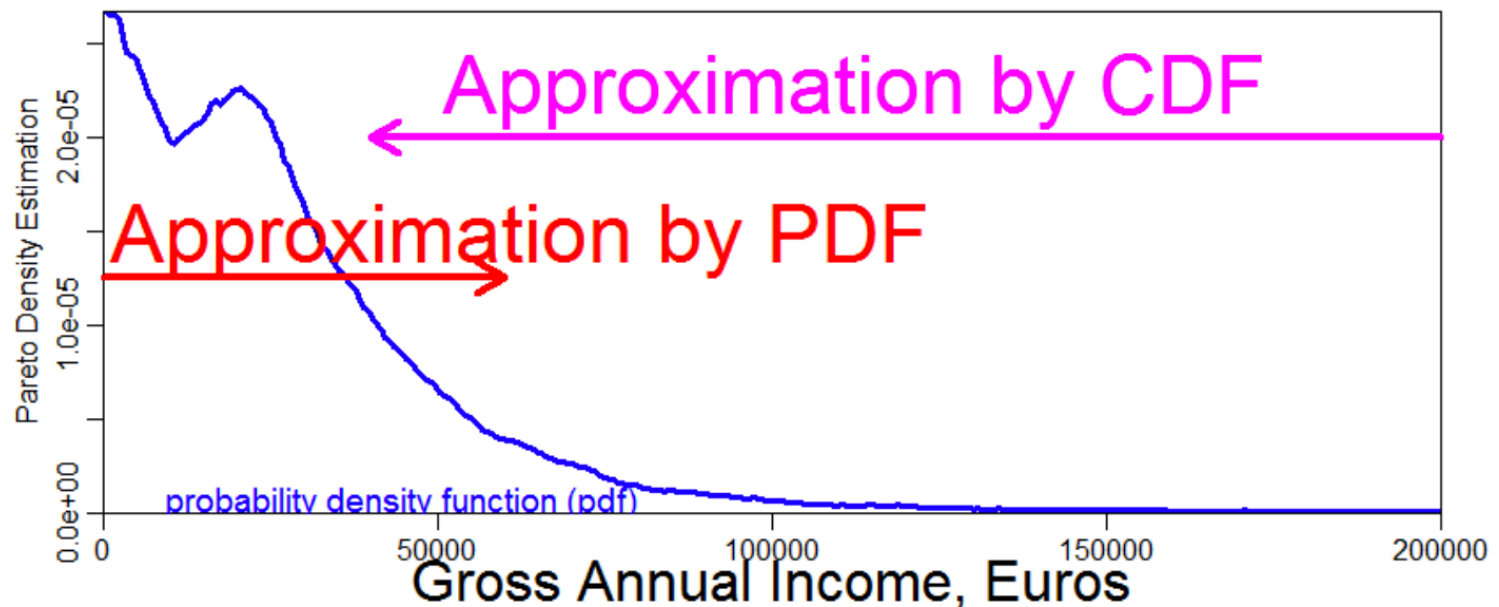 Approximation by CDF
Approximation by PDF
Pareto Density Estimation
0.0e+00 1.0e-05 2.0e-05
probability density function (pdf)
0 50000 100000 150000 200000
Gross Annual Income, Euros